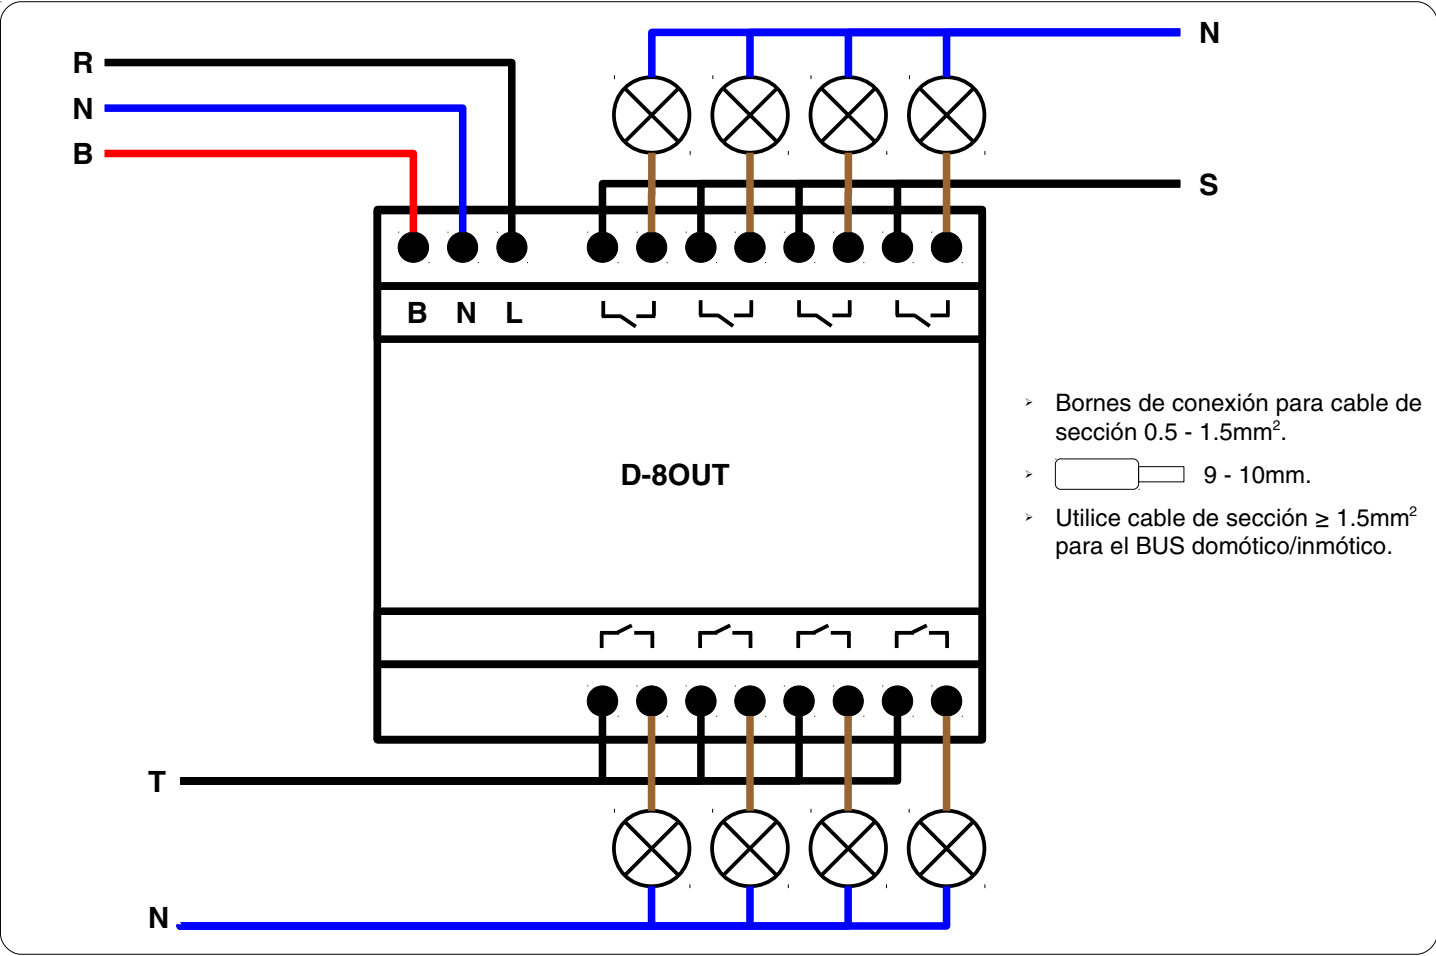 N
R
N
B
S
B N L
Bornes de conexión para cable de
sección 0.5 - 1.5mm².
9 - 10mm.
D-8OUT
Utilice cable de sección ≥ 1.5mm²
para el BUS domótico/inmótico.
T
N